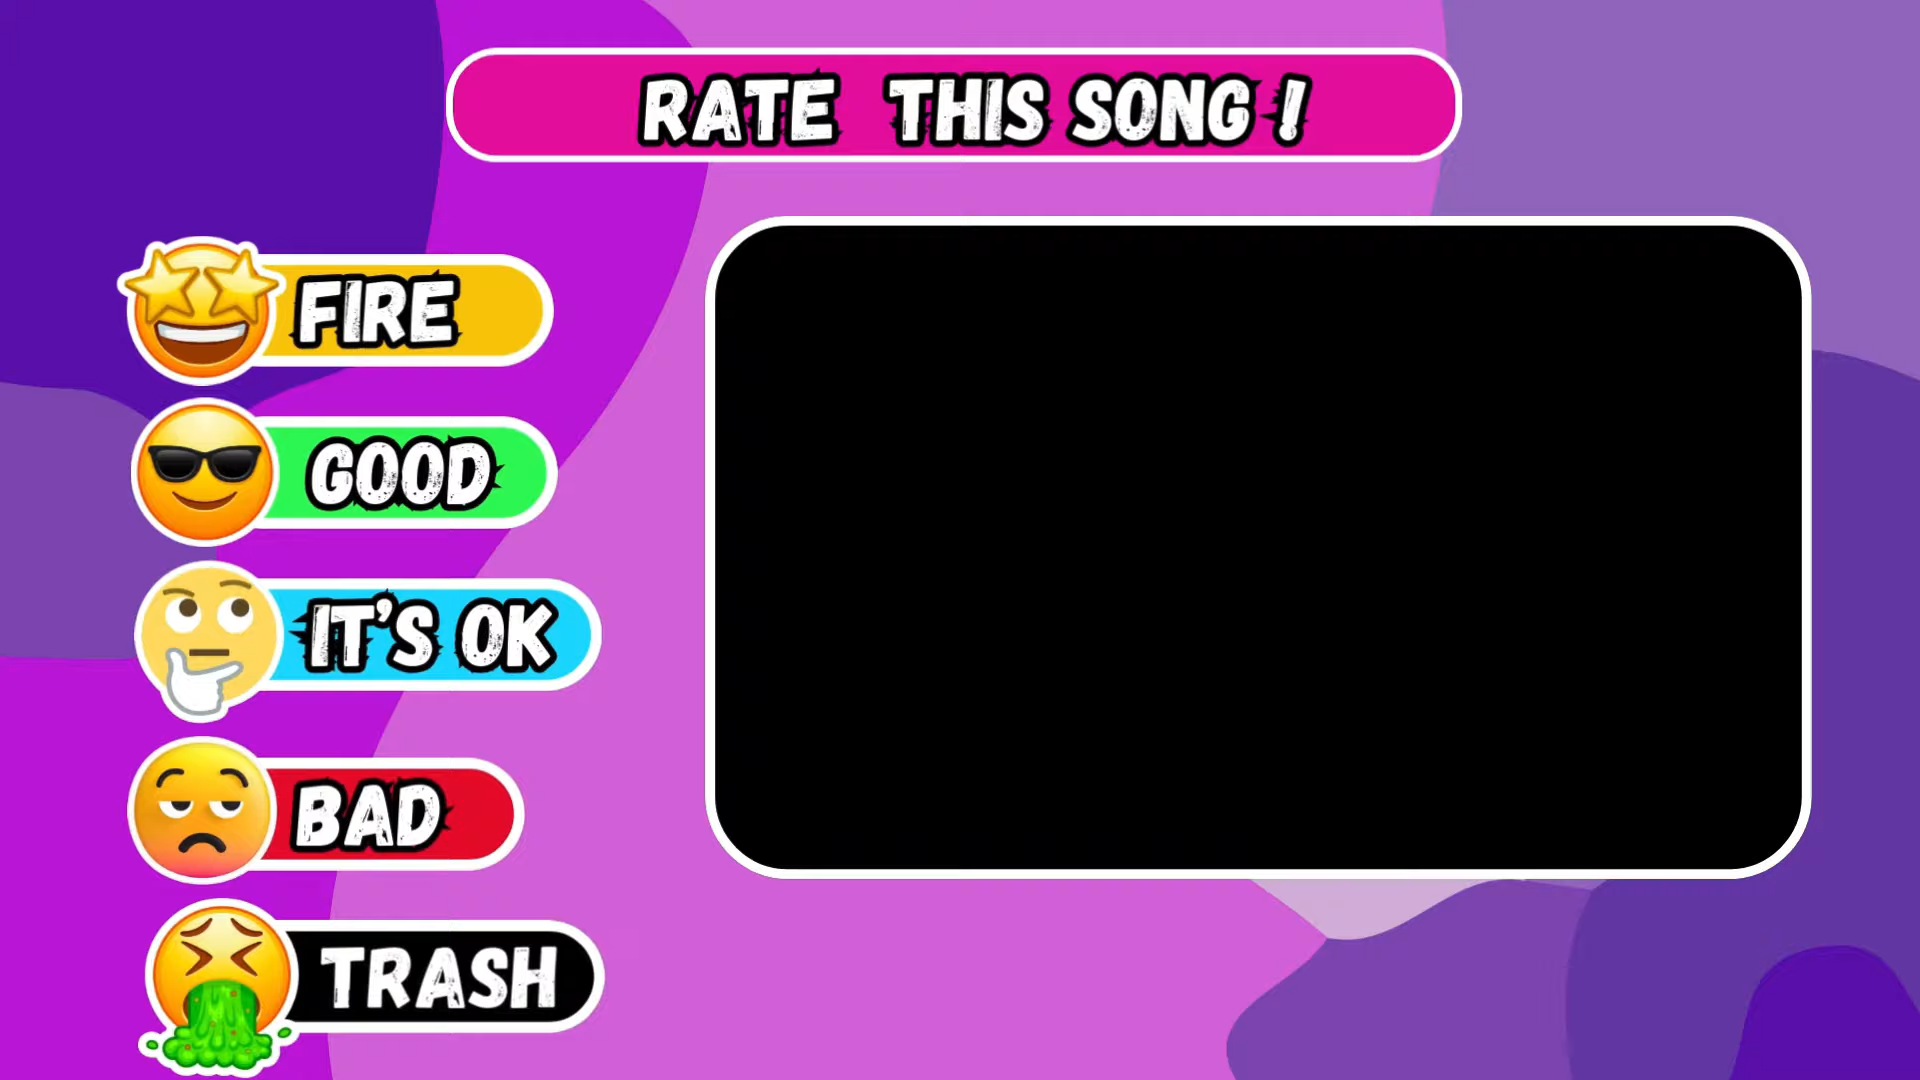 RATE THIS SONG !
FIRE
GOOD
IT'S OK
BAD
TRASH